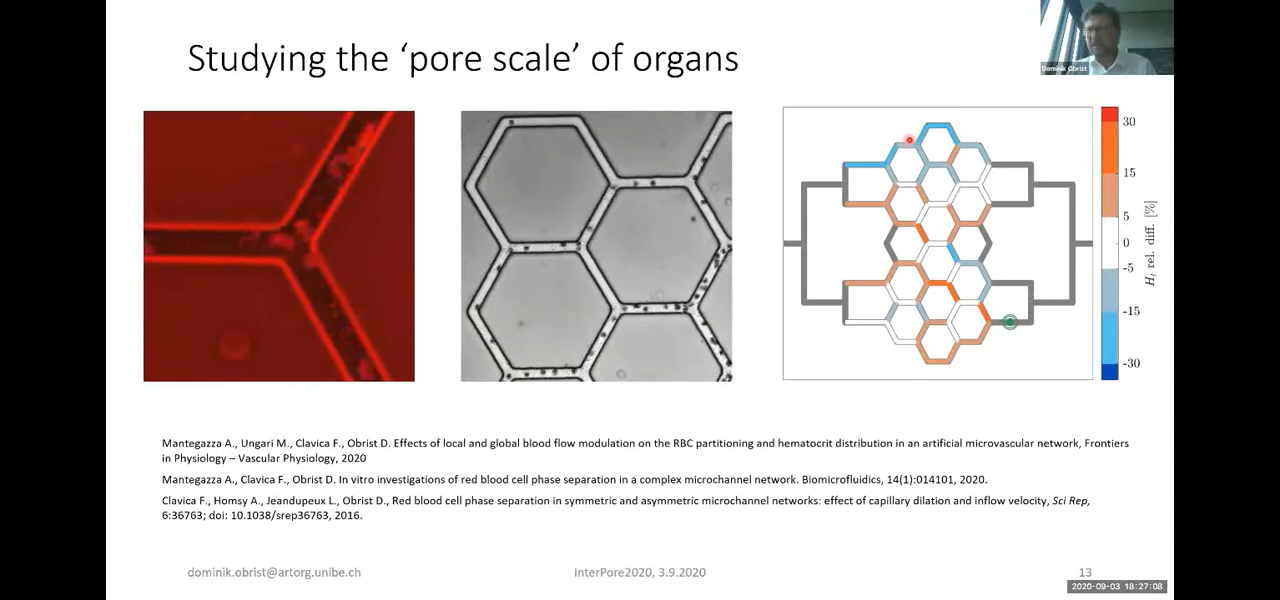 Studying the ‘pore scale’ of organs
Dominik Obrist
30
15
5
0
-5
-15
-30
Ht rel. diff. [%]
Mantegazza A., Ungari M., Clavica F., Obrist D. Effects of local and global blood flow modulation on the RBC partitioning and hematocrit distribution in an artificial microvascular network, Frontiers
in Physiology – Vascular Physiology, 2020
Mantegazza A., Clavica F., Obrist D. In vitro investigations of red blood cell phase separation in a complex microchannel network. Biomicrofluidics, 14(1):014101, 2020.
Clavica F., Homsy A., Jeandupeux L., Obrist D., Red blood cell phase separation in symmetric and asymmetric microchannel networks: effect of capillary dilation and inflow velocity, Sci Rep,
6:36763; doi: 10.1038/srep36763, 2016.
dominik.obrist@artorg.unibe.ch
InterPore2020, 3.9.2020
13
2020-09-03 18:27:08